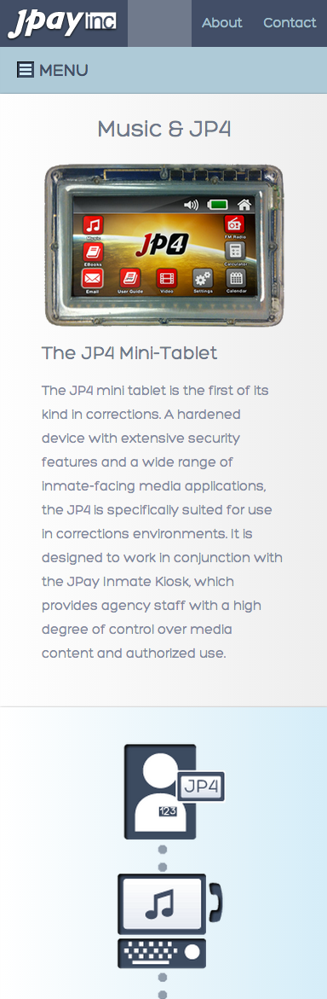 JPay inc
About Contact
MENU
Music & JP4
Music
FM Radio
JP4
EBooks
Calculator
Email User Guide Video Settings Calendar
The JP4 Mini-Tablet
The JP4 mini tablet is the first of its
kind in corrections. A hardened
device with extensive security
features and a wide range of
inmate-facing media applications,
the JP4 is specifically suited for use
in corrections environments. It is
designed to work in conjunction with
the JPay Inmate Kiosk, which
provides agency staff with a high
degree of control over media
content and authorized use.
JP4
123